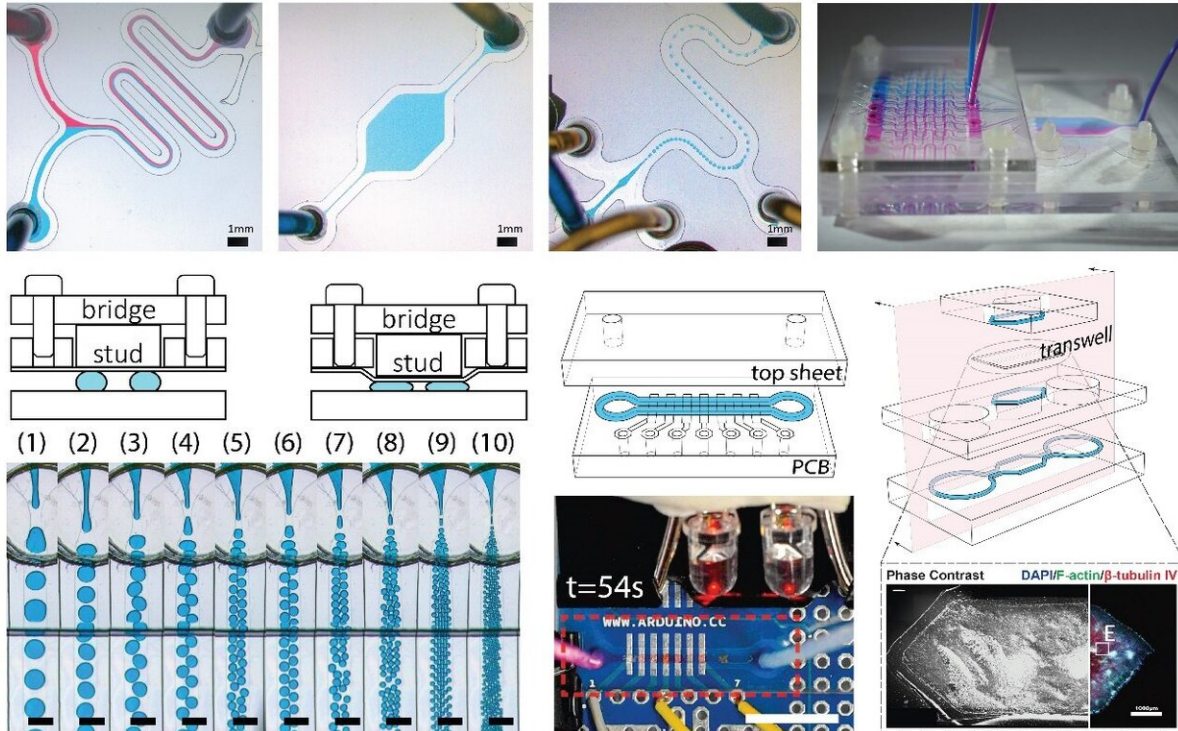 1mm
1mm
1mm
bridge
stud
bridge
stud
top sheet
PCB
transwell
(1) (2) (3) (4) (5) (6) (7) (8) (9) (10)
t=54s
WWW.ARDUINO.CC
1
7
Phase Contrast
DAPI/F-actin/β-tubulin IV
E
1000μm